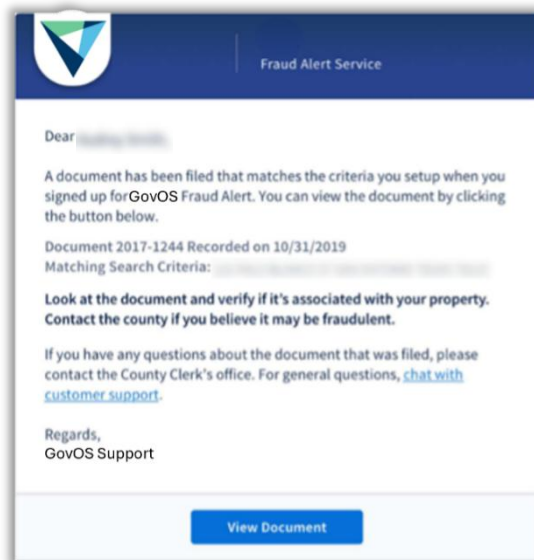 Fraud Alert Service
Dear
A document has been filed that matches the criteria you setup when you
signed up for GovOS Fraud Alert. You can view the document by clicking
the button below.
Document 2017-1244 Recorded on 10/31/2019
Matching Search Criteria:
Look at the document and verify if it's associated with your property.
Contact the county if you believe it may be fraudulent.
If you have any questions about the document that was filed, please
contact the County Clerk's office. For general questions, chat with
customer support.
Regards,
GovOS Support
View Document